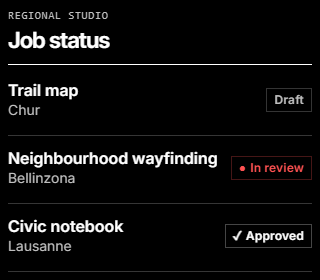 REGIONAL STUDIO
Job status
Trail map
Chur
Draft
Neighbourhood wayfinding
Bellinzona
● In review
Civic notebook
Lausanne
✓ Approved